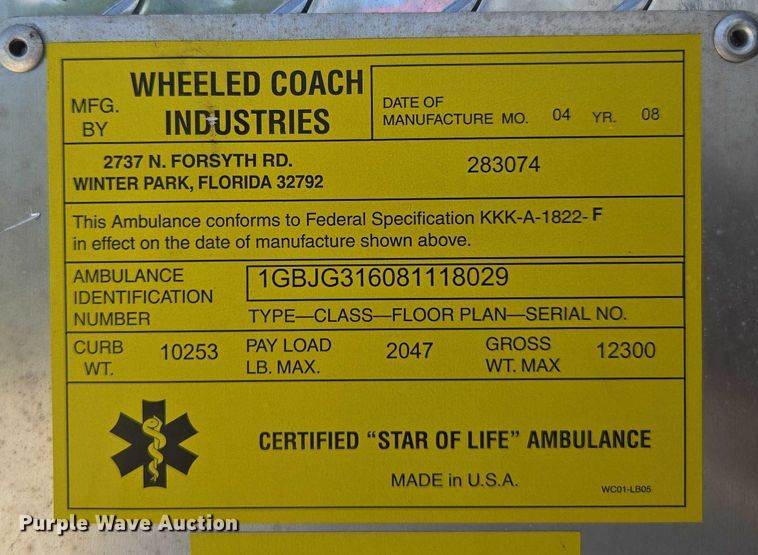 MFG. BY
WHEELED COACH
INDUSTRIES
DATE OF
MANUFACTURE MO. 04 YR. 08
2737 N. FORSYTH RD.
WINTER PARK, FLORIDA 32792
283074
This Ambulance conforms to Federal Specification KKK-A-1822-F
in effect on the date of manufacture shown above.
AMBULANCE
IDENTIFICATION
NUMBER
1GBJG316081118029
TYPE—CLASS—FLOOR PLAN—SERIAL NO.
CURB
WT.
10253
PAY LOAD
LB. MAX.
2047
GROSS
WT. MAX
12300
CERTIFIED “STAR OF LIFE” AMBULANCE
MADE in U.S.A.
WC01-LB05
Purple Wave Auction